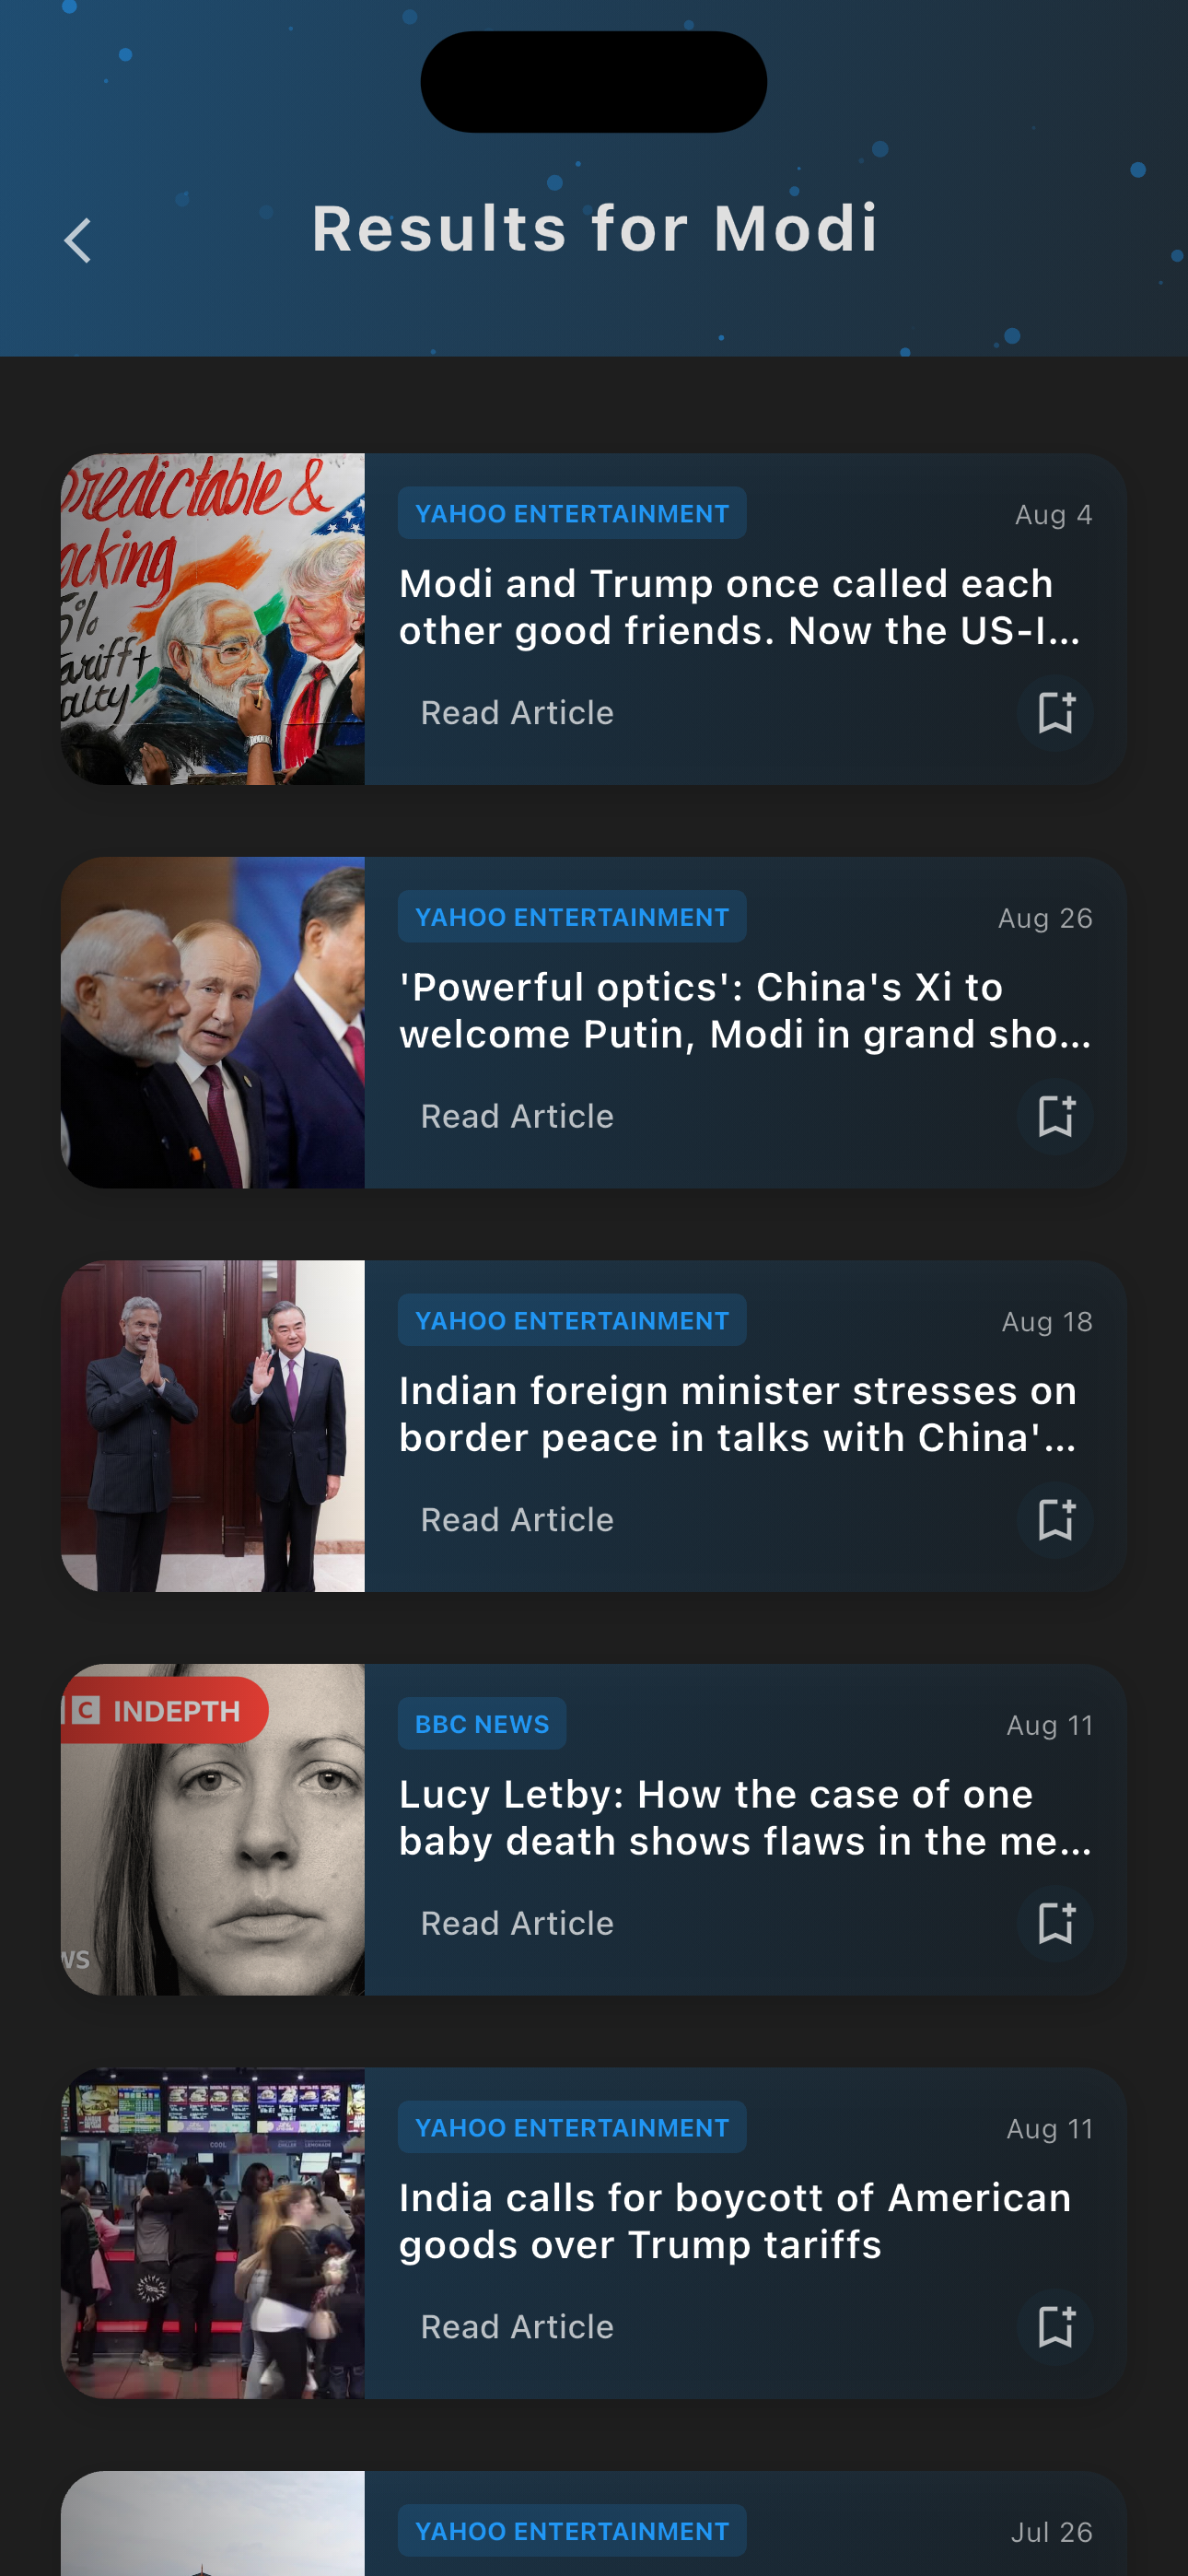 Results for Modi
predictable &
acking
5%
ariff+
alty
YAHOO ENTERTAINMENT
Aug 4
Modi and Trump once called each
other good friends. Now the US-I...
Read Article
YAHOO ENTERTAINMENT
Aug 26
'Powerful optics': China's Xi to
welcome Putin, Modi in grand sho...
Read Article
YAHOO ENTERTAINMENT
Aug 18
Indian foreign minister stresses on
border peace in talks with China'...
Read Article
C INDEPTH
WS
BBC NEWS
Aug 11
Lucy Letby: How the case of one
baby death shows flaws in the me...
Read Article
COOL
YAHOO ENTERTAINMENT
Aug 11
India calls for boycott of American
goods over Trump tariffs
Read Article
YAHOO ENTERTAINMENT
Jul 26